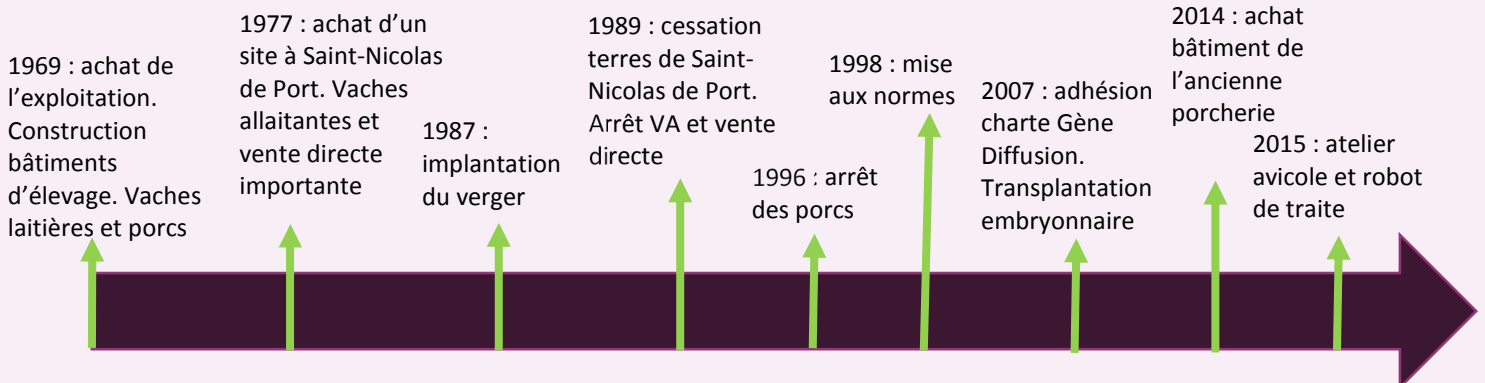 1969 : achat de
l’exploitation.
Construction
bâtiments
d’élevage. Vaches
laitières et porcs
1977 : achat d’un
site à Saint-Nicolas
de Port. Vaches
allaitantes et
vente directe
importante
1987 :
implantation
du verger
1989 : cessation
terres de Saint-
Nicolas de Port.
Arrêt VA et vente
directe
1996 : arrêt
des porcs
1998 : mise
aux normes
2007 : adhésion
charte Gène
Diffusion.
Transplantation
embryonnaire
2014 : achat
bâtiment de
l’ancienne
porcherie
2015 : atelier
avicole et robot
de traite